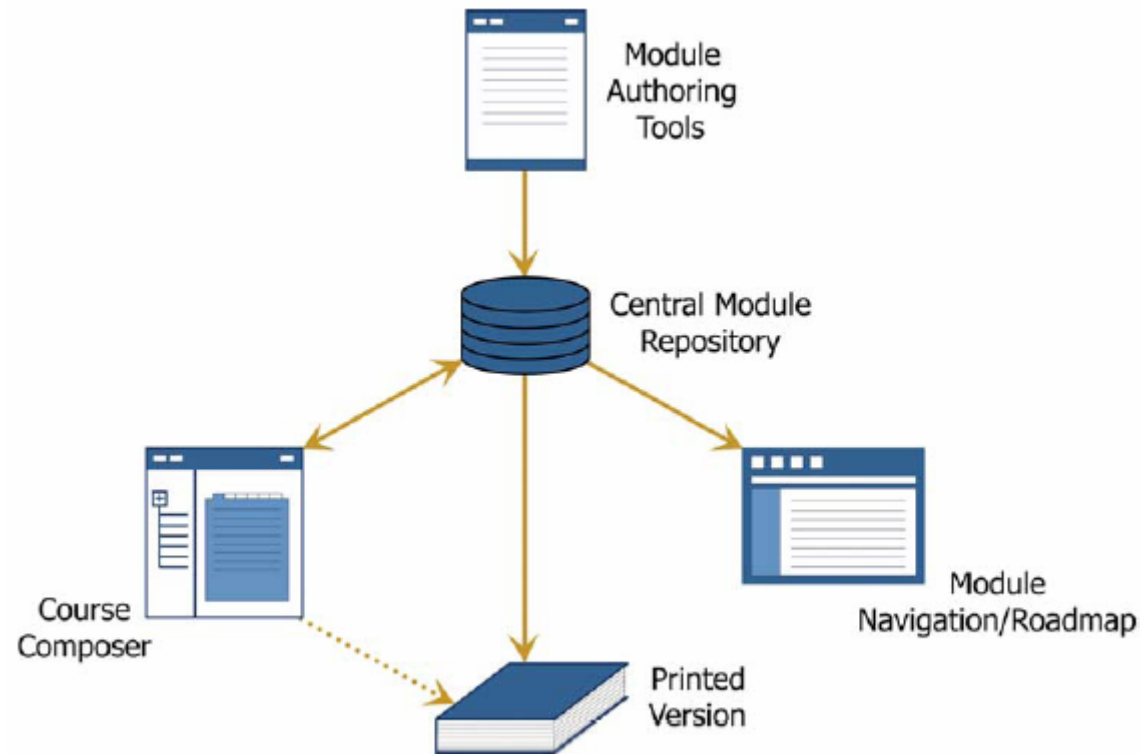 Module
Authoring
Tools
Central Module
Repository
Course
Composer
Module
Navigation/Roadmap
Printed
Version